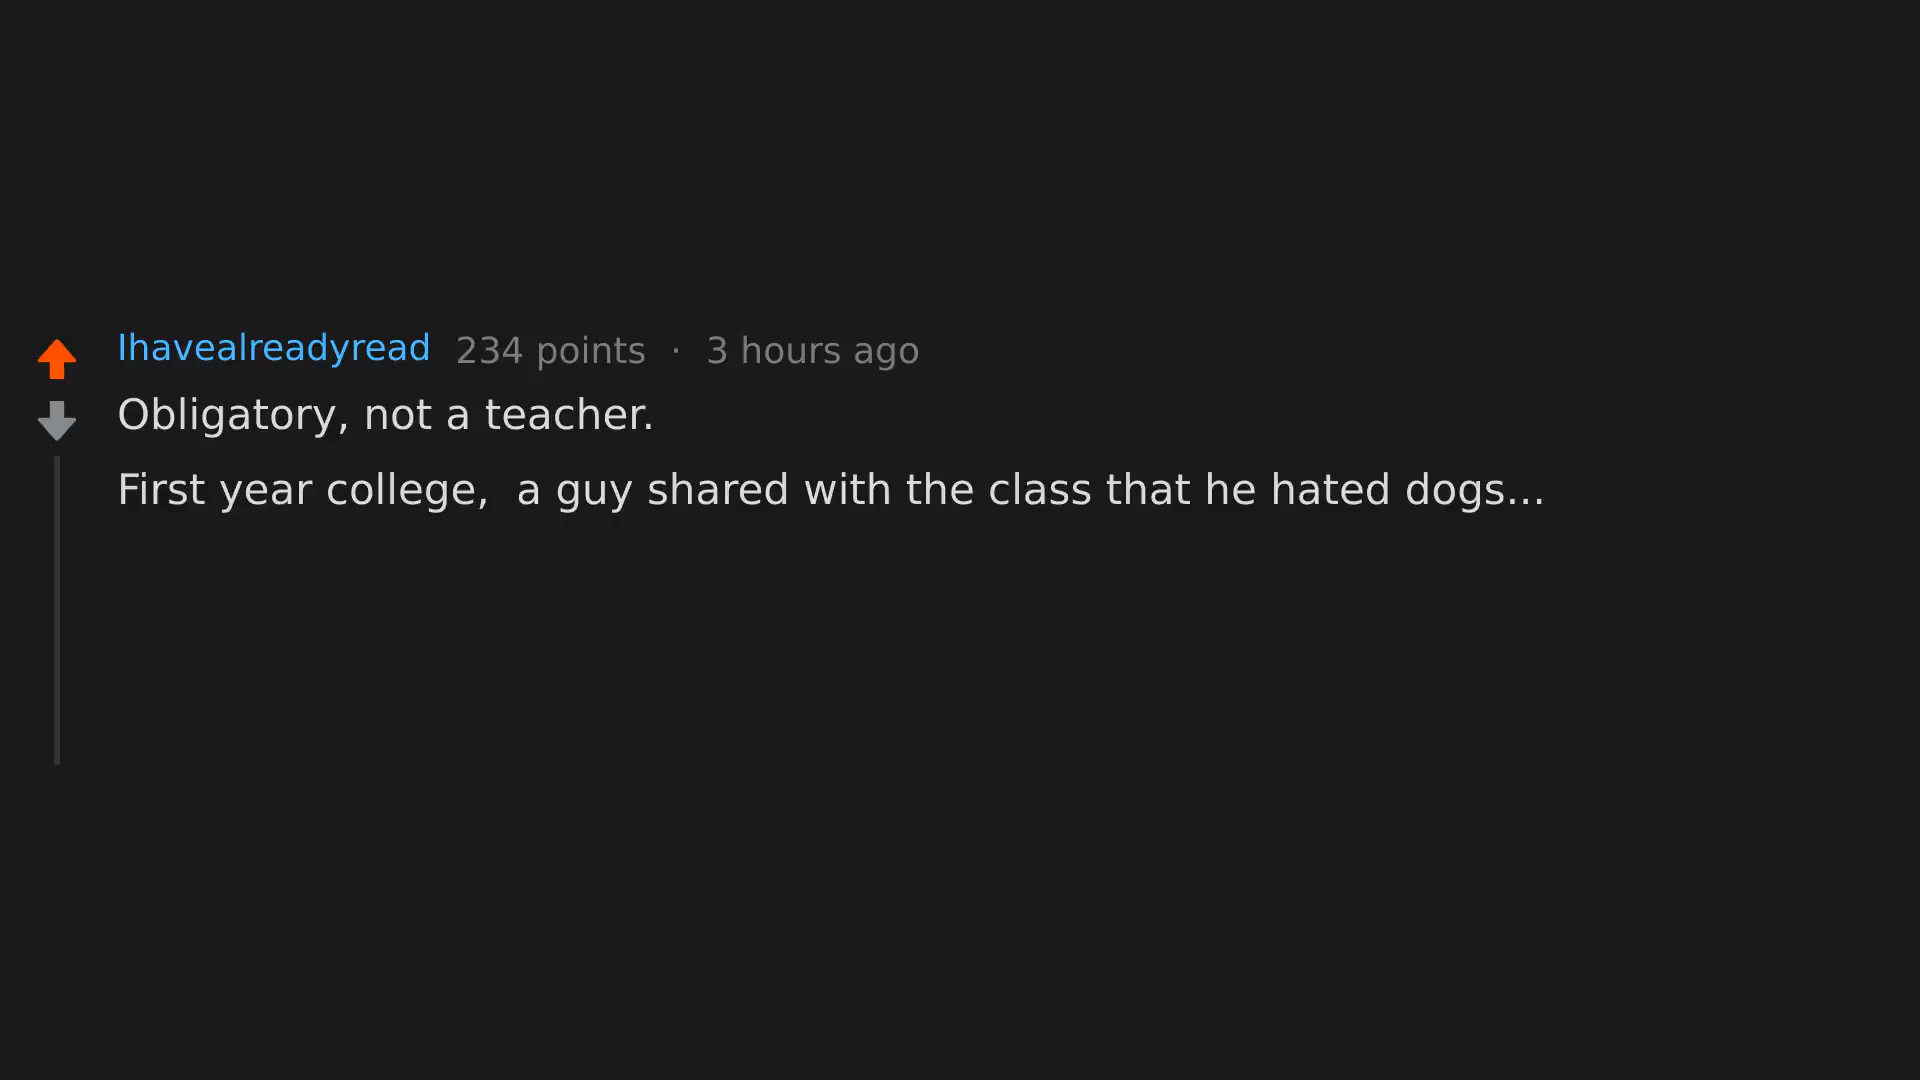 Ihavealreadyread 234 points · 3 hours ago
Obligatory, not a teacher.
First year college,  a guy shared with the class that he hated dogs...